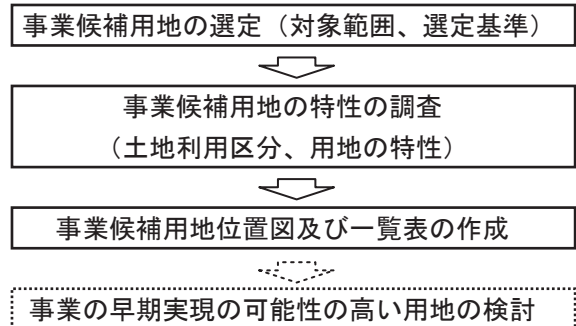 事業候補用地の選定（対象範囲、選定基準）
事業候補用地の特性の調査
（土地利用区分、用地の特性）
事業候補用地位置図及び一覧表の作成
事業の早期実現の可能性の高い用地の検討